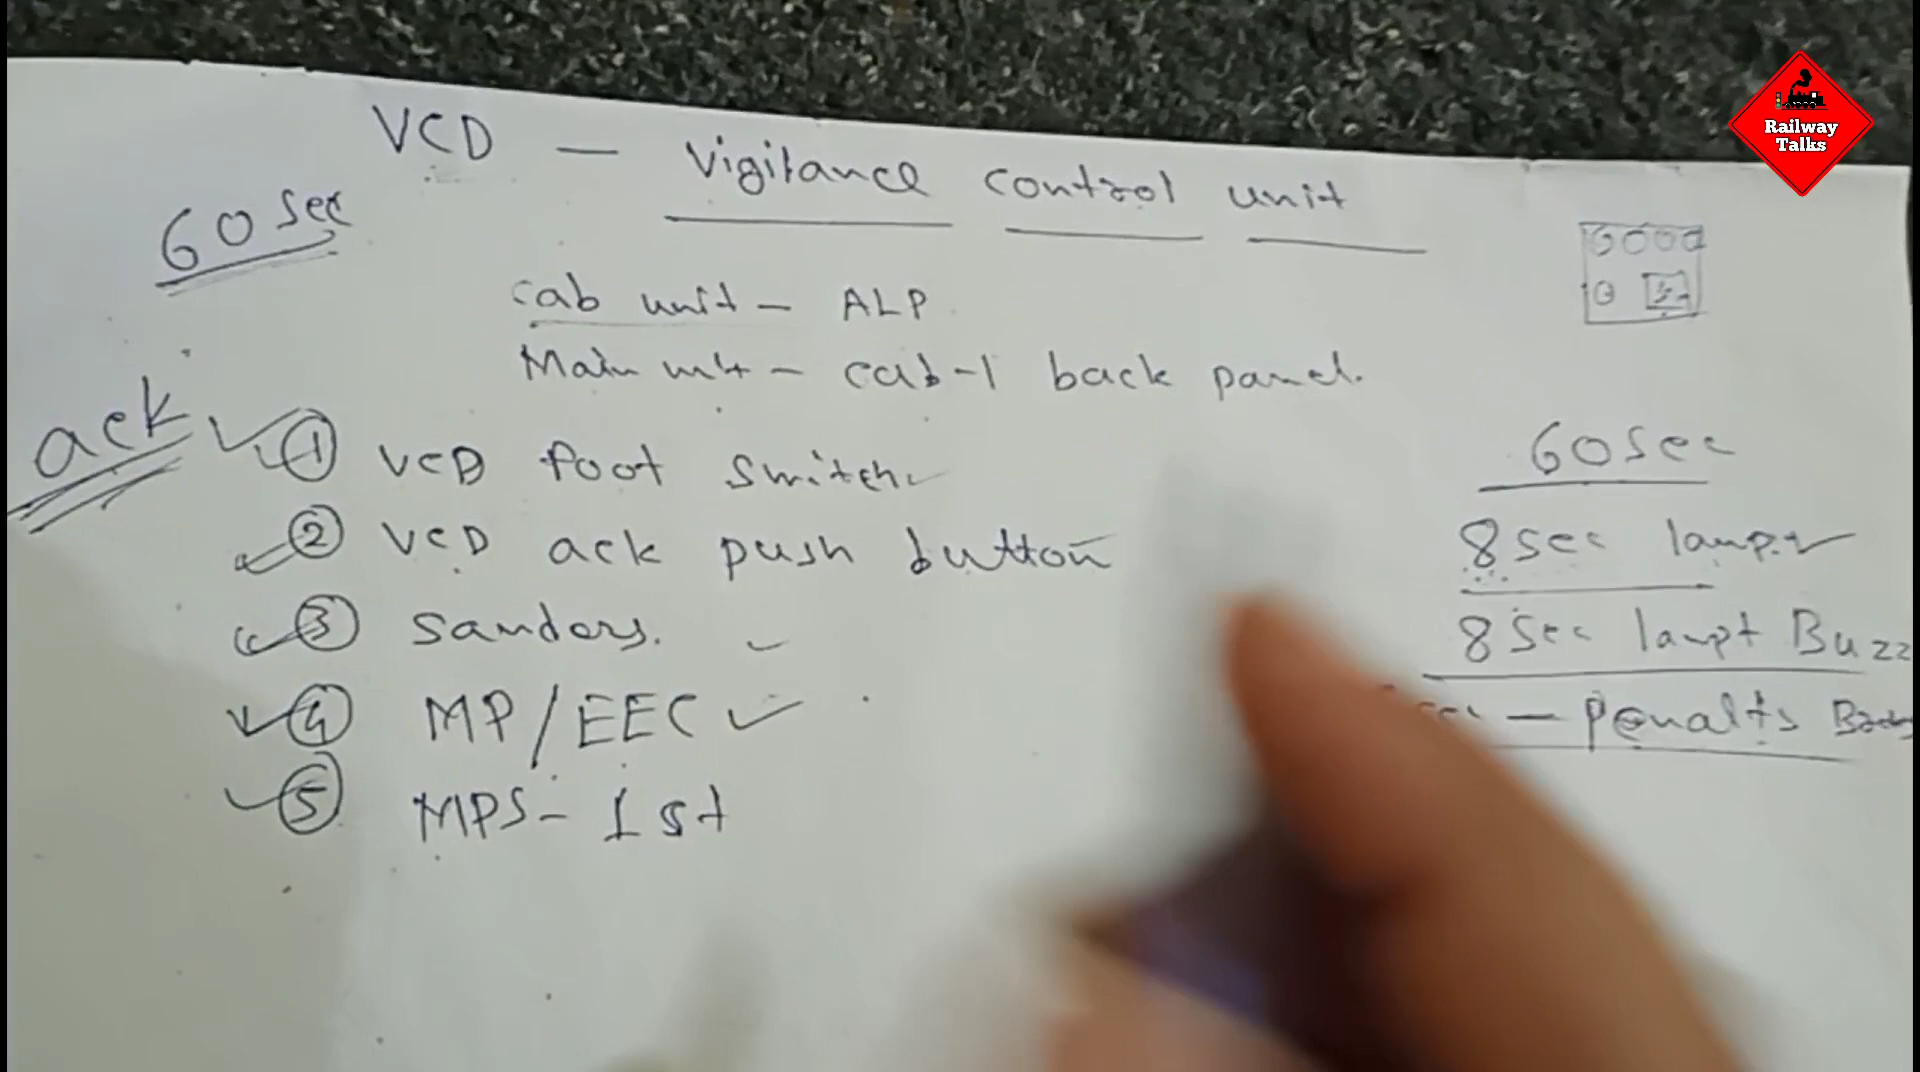 VCD - Vigilance control unit
60 sec
cab unit - ALP
Main unit - cab-1 back panel.
ack
① VCD foot switch
② VCD ack push button
③ Sanders.
④ MP/EEC
⑤ MPS-1st
60 sec
8 sec lamp
8 sec lamp + Buzz
- Penalty
Railway
Talks